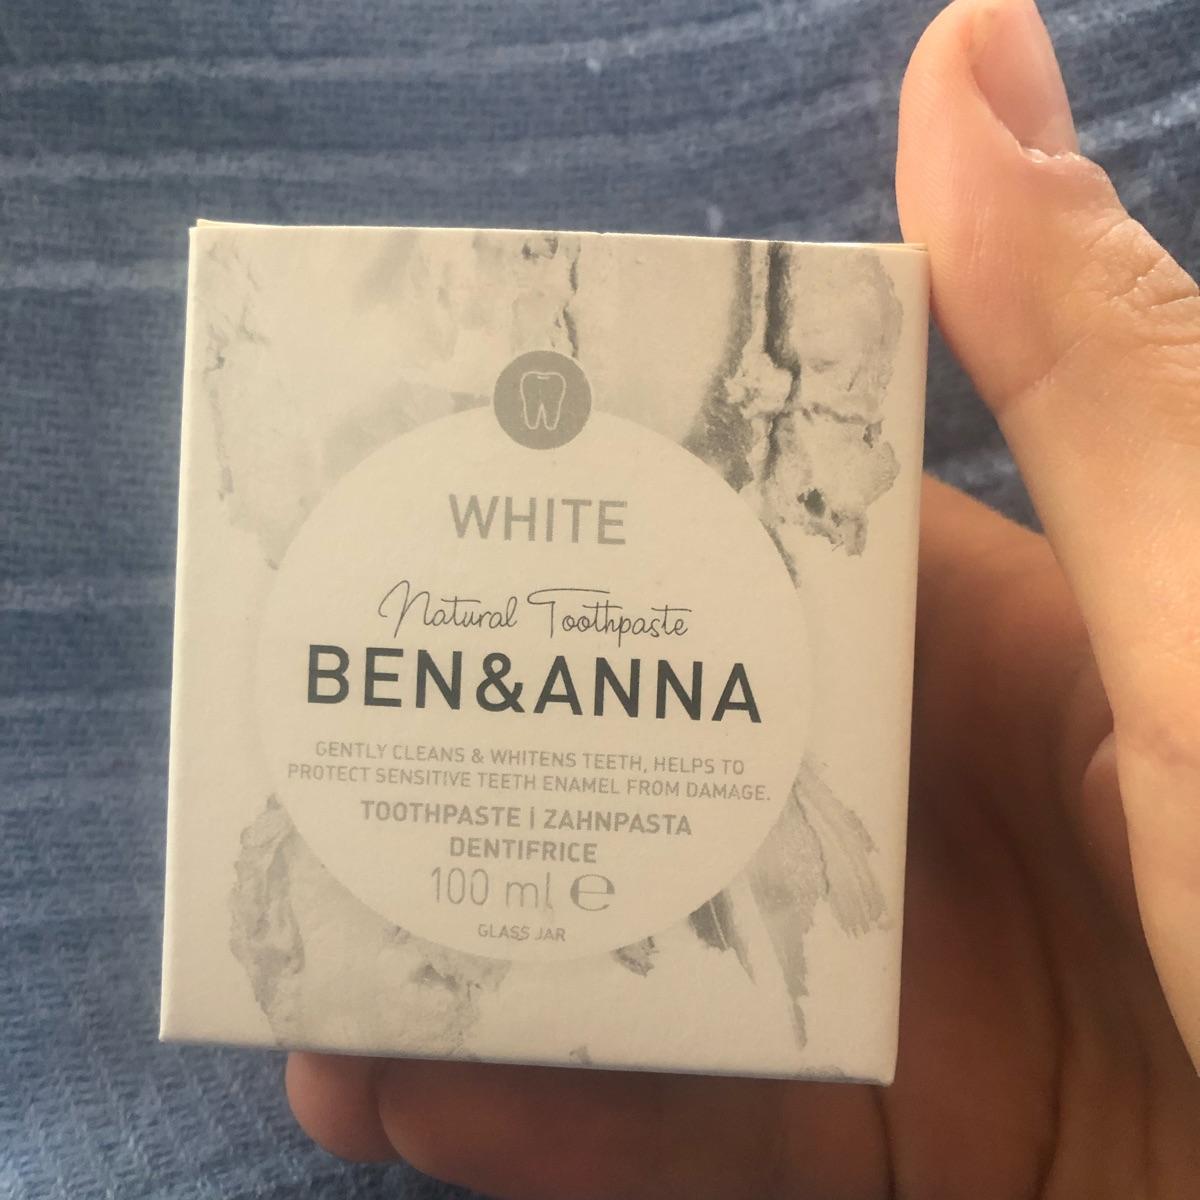 WHITE
Natural Toothpaste
BEN&ANNA
GENTLY CLEANS & WHITENS TEETH, HELPS TO
PROTECT SENSITIVE TEETH ENAMEL FROM DAMAGE.
TOOTHPASTE | ZAHNPASTA
DENTIFRICE
100 ml ℮
GLASS JAR